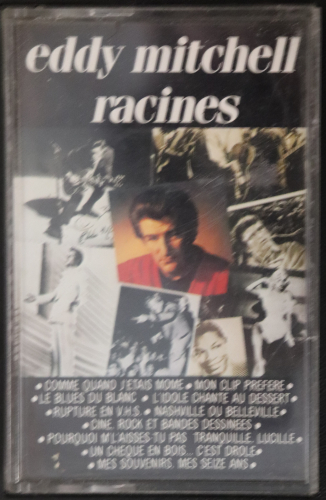 eddy mitchell
racines
• COMME QUAND J'ETAIS MOME • MON CLIP PREFERE •
• LE BLUES DU BLANC • L'IDOLE CHANTE AU DESSERT •
• RUPTURE EN V.H.S. • NASHVILLE OU BELLEVILLE •
• CINE, ROCK ET BANDES DESSINEES •
• POURQUOI M'LAISSES TU PAS TRANQUILLE, LUCILLE •
• UN CHEQUE EN BOIS... C'EST DROLE •
• MES SOUVENIRS, MES SEIZE ANS •